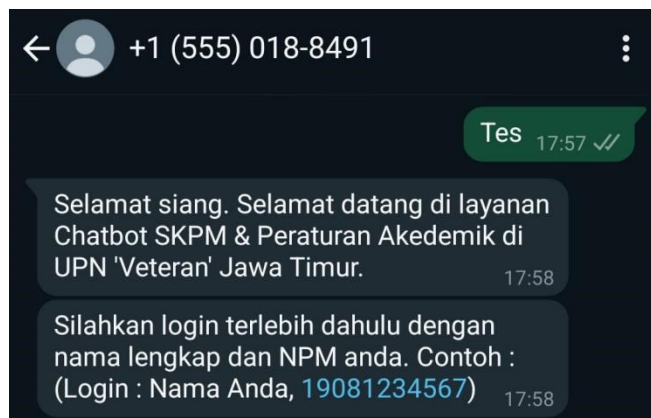 +1 (555) 018-8491
Tes 17:57
Selamat siang. Selamat datang di layanan
Chatbot SKPM & Peraturan Akedemik di
UPN 'Veteran' Jawa Timur. 17:58
Silahkan login terlebih dahulu dengan
nama lengkap dan NPM anda. Contoh :
(Login : Nama Anda, 19081234567) 17:58